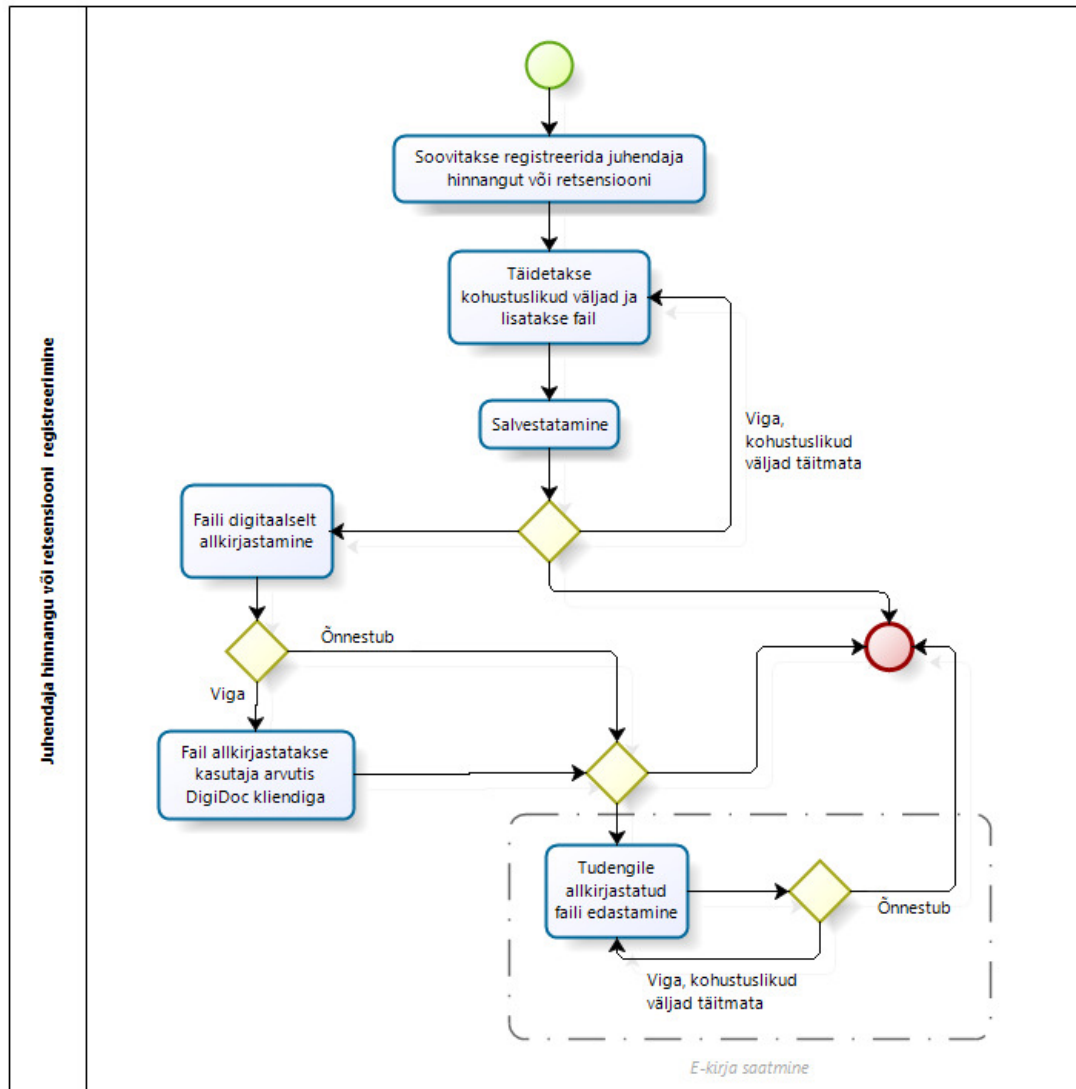 Juhendaja hinnangu või retsensiooni registreerimine
Soovitakse registreerida juhendaja
hinnangut või retsensiooni
Täidetakse
kohustuslikud väljad ja
lisatakse fail
Salvestatamine
Viga,
kohustuslikud
väljad täitmata
Faili digitaalselt
allkirjastamine
Õnnestub
Viga
Fail allkirjastatakse
kasutaja arvutis
DigiDoc kliendiga
Tudengile
allkirjastatud
faili edastamine
Õnnestub
Viga, kohustuslikud
väljad täitmata
E-kirja saatmine